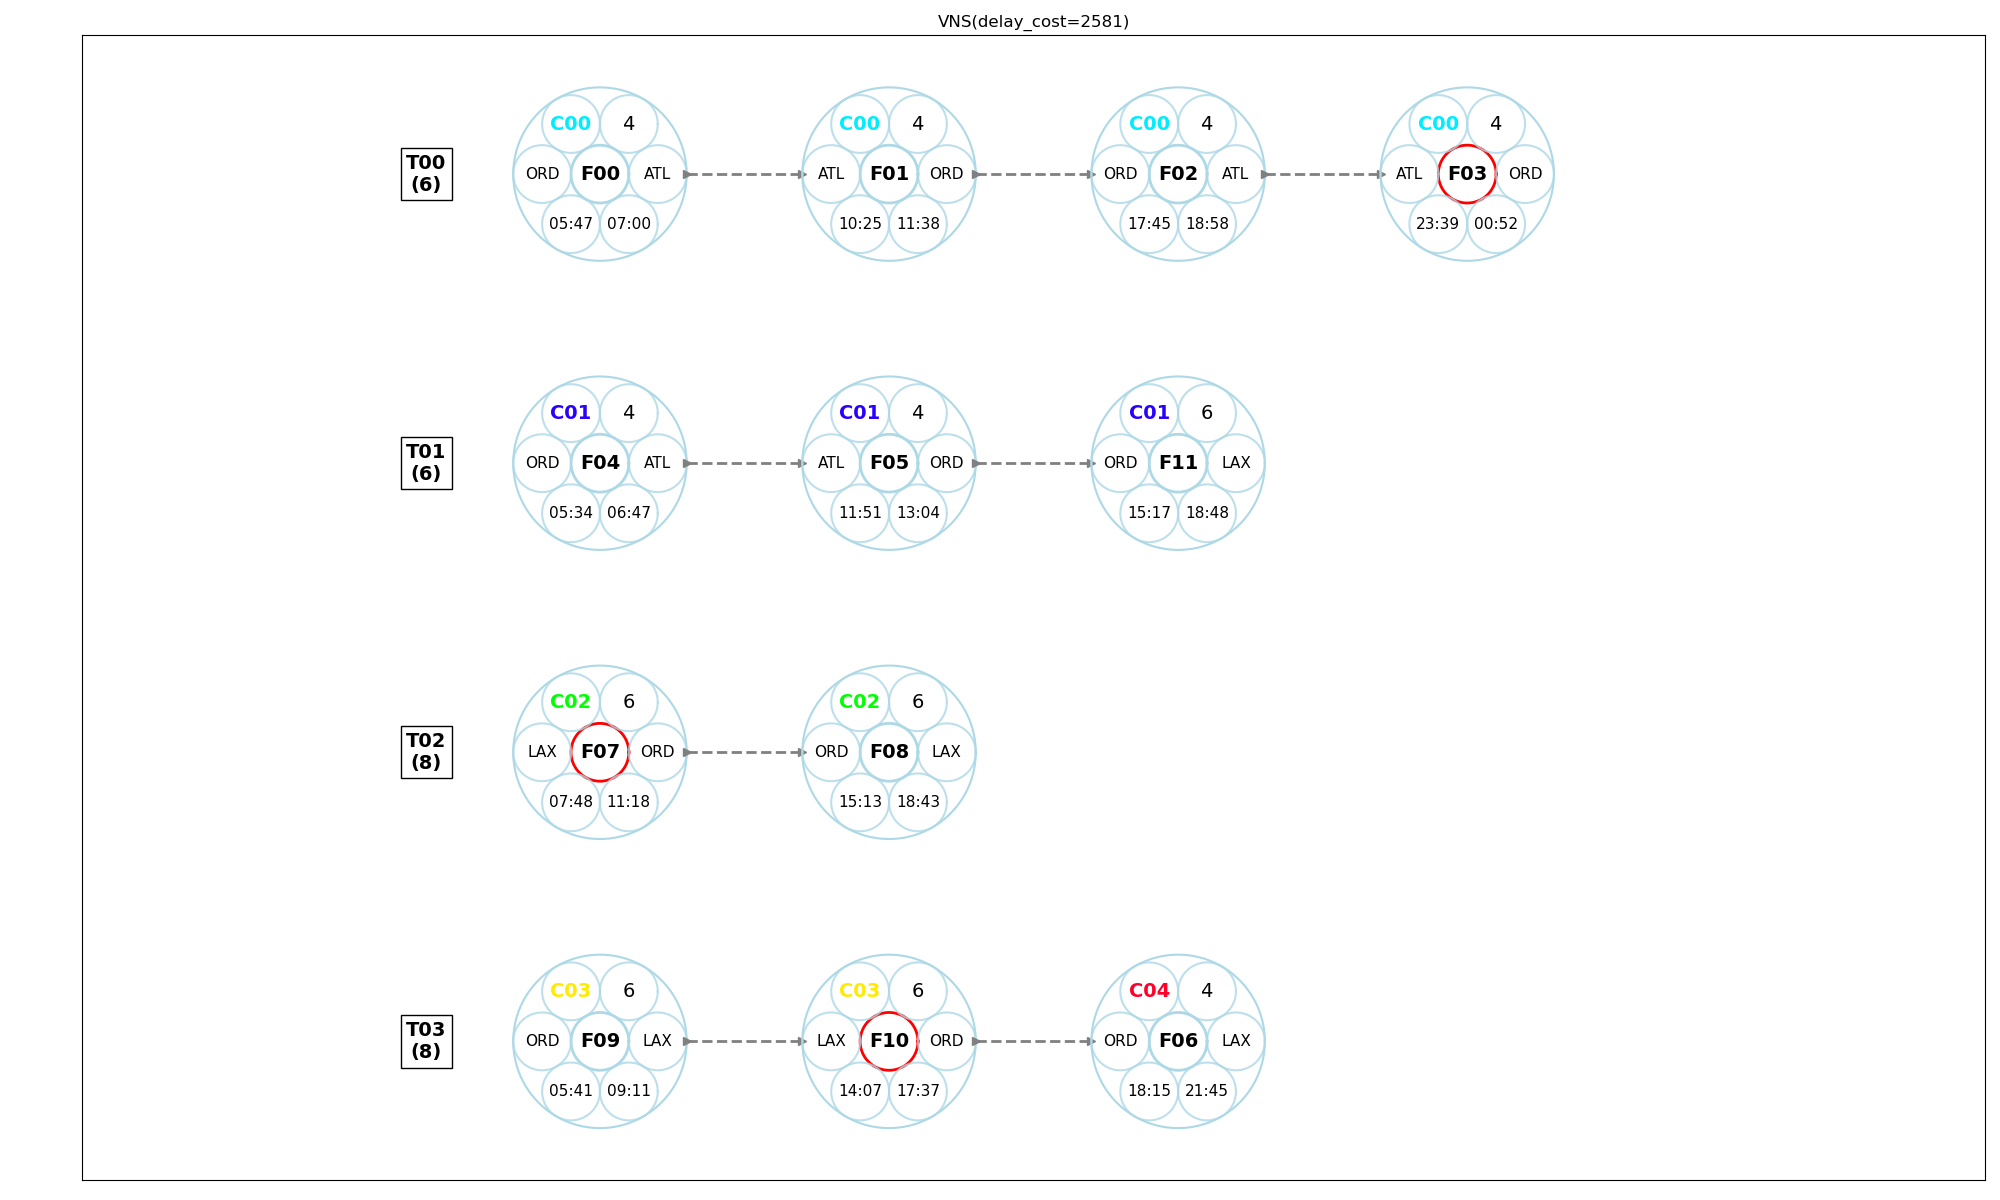 VNS(delay_cost=2581)
T00
(6)
C00 4
ORD F00 ATL
05:47 07:00
C00 4
ATL F01 ORD
10:25 11:38
C00 4
ORD F02 ATL
17:45 18:58
C00 4
ATL F03 ORD
23:39 00:52
T01
(6)
C01 4
ORD F04 ATL
05:34 06:47
C01 4
ATL F05 ORD
11:51 13:04
C01 6
ORD F11 LAX
15:17 18:48
T02
(8)
C02 6
LAX F07 ORD
07:48 11:18
C02 6
ORD F08 LAX
15:13 18:43
T03
(8)
C03 6
ORD F09 LAX
05:41 09:11
C03 6
LAX F10 ORD
14:07 17:37
C04 4
ORD F06 LAX
18:15 21:45